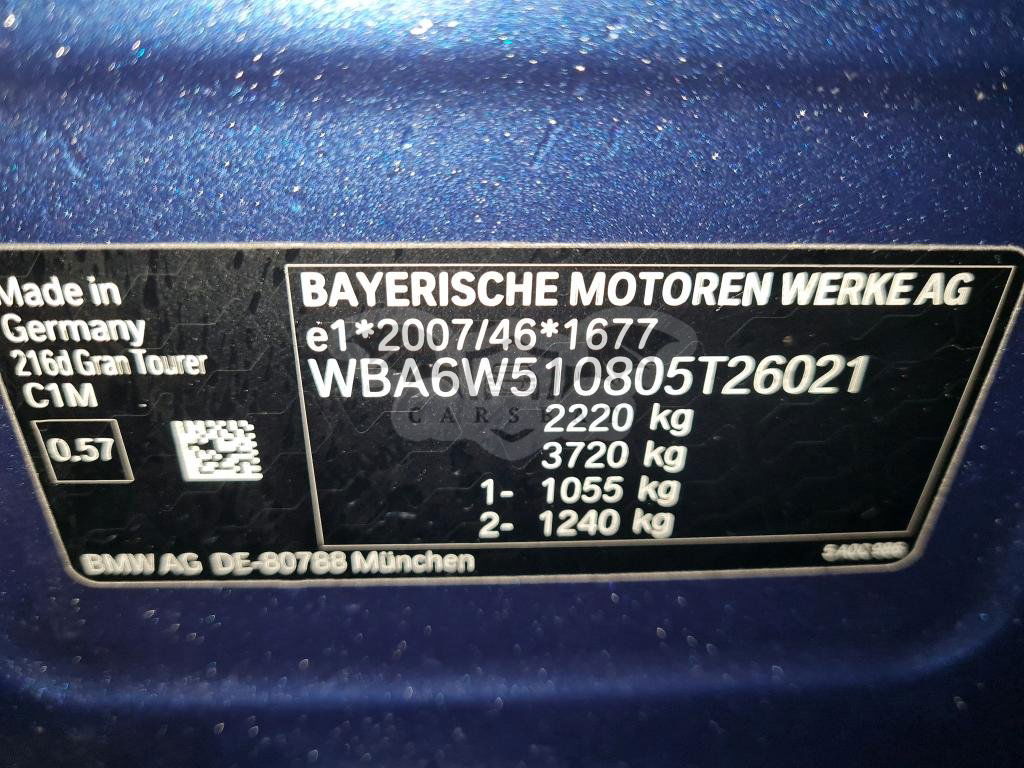 Made in
Germany
216d Gran Tourer
C1M
0.57
BAYERISCHE MOTOREN WERKE AG
e1*2007/46*1677
WBA6W510805T26021
2220 kg
3720 kg
1- 1055 kg
2- 1240 kg
BMW AG DE-80788 München